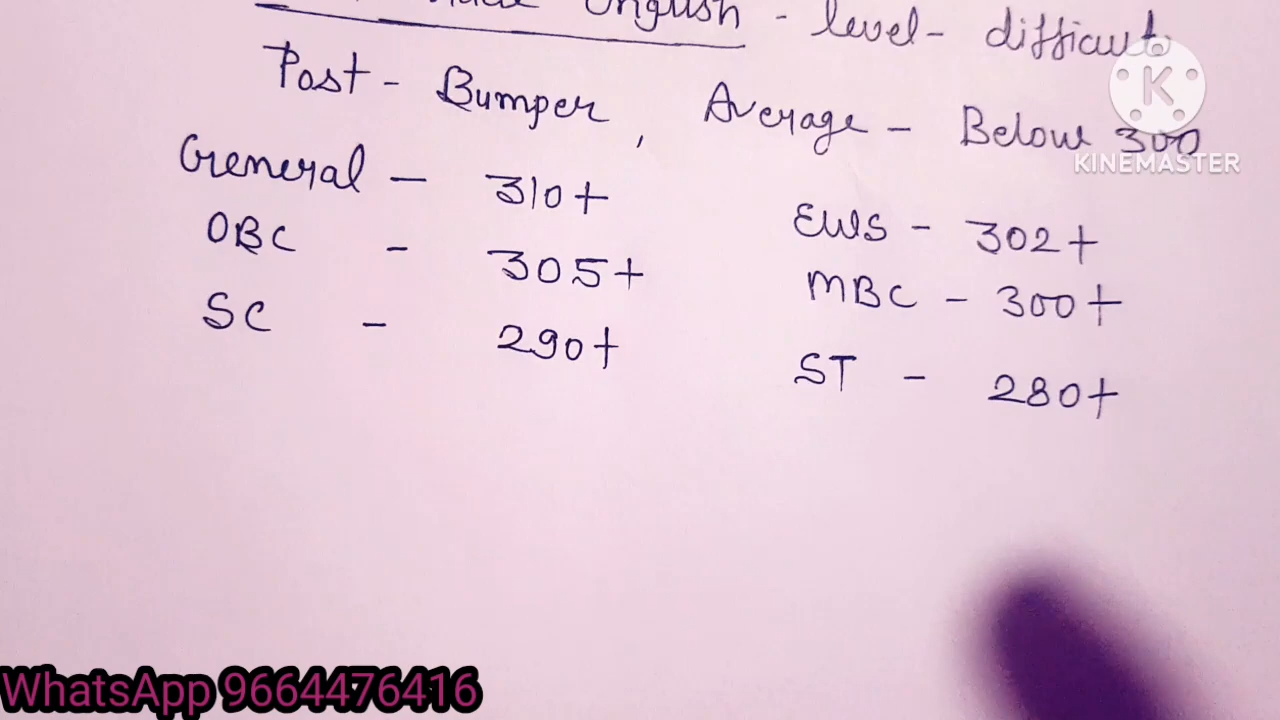 English - level - difficult
Post - Bumper, Average - Below 300
KINEMASTER
General - 310+
EWS - 302+
OBC - 305+
MBC - 300+
SC - 290+
ST - 280+
WhatsApp 9664476416